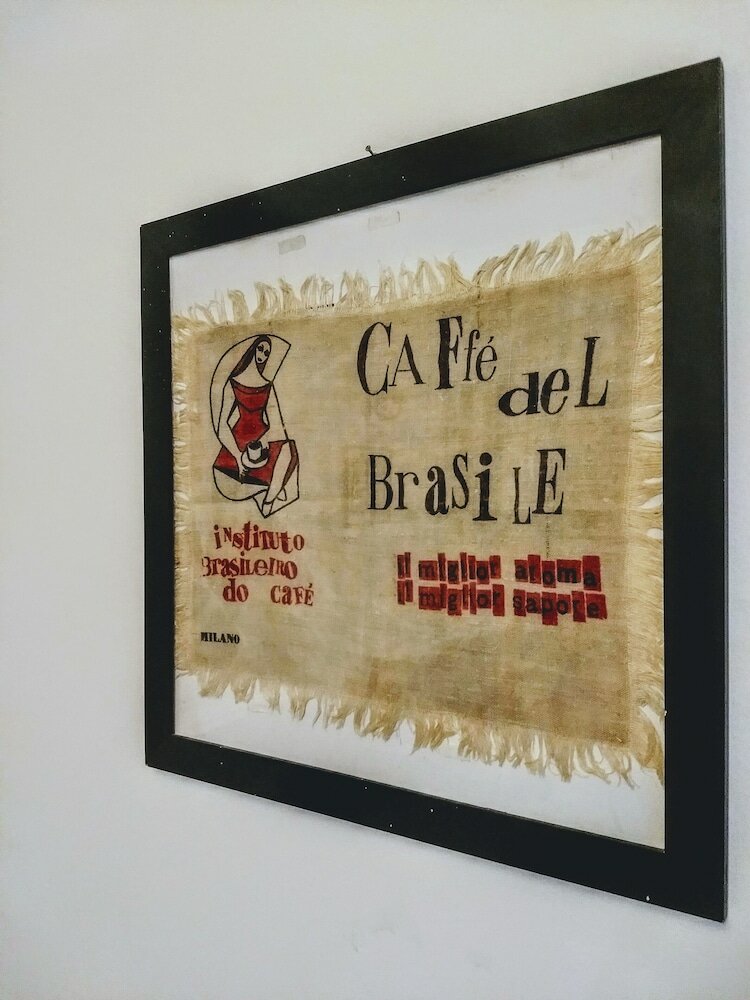 CAFfé deL
BrasiLE
iNstituto
Brasileiro
do caFÉ
il miglior aroma
il miglior sapore
MILANO